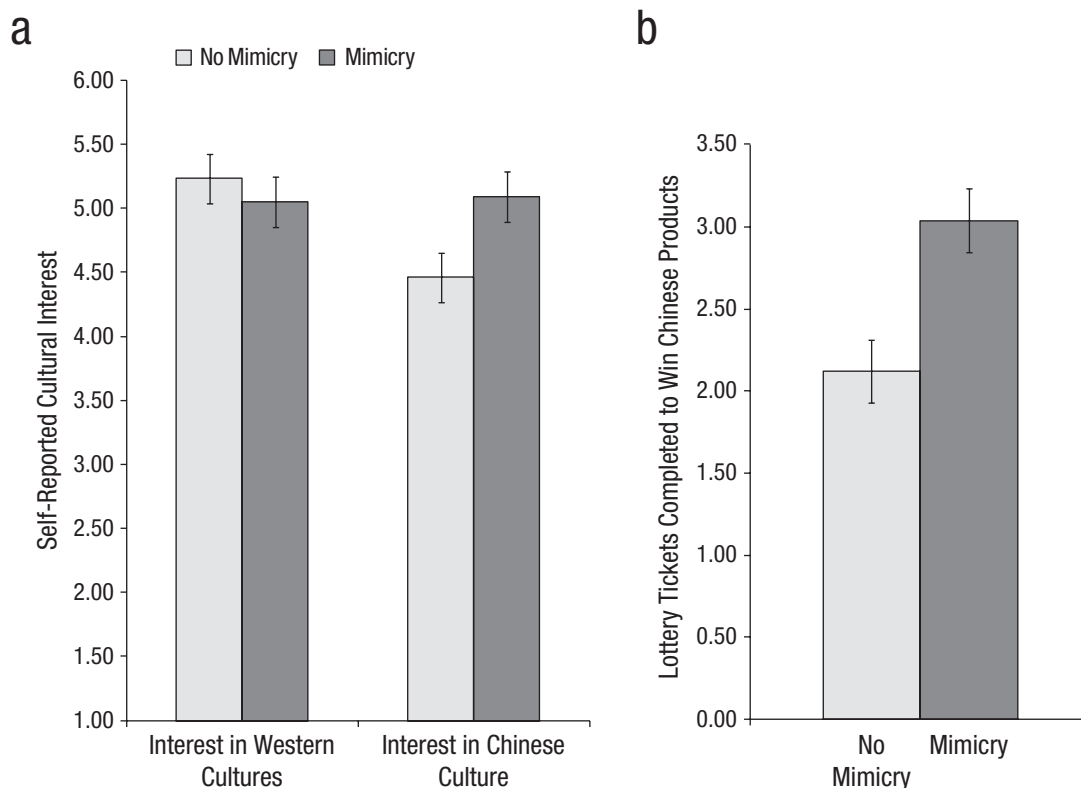 a
No Mimicry Mimicry
6.00
5.50
5.00
4.50
4.00
3.50
3.00
2.50
2.00
1.50
1.00
Self-Reported Cultural Interest
Interest in Western
Cultures
Interest in Chinese
Culture
b
3.50
3.00
2.50
2.00
1.50
1.00
0.50
0.00
Lottery Tickets Completed to Win Chinese Products
No
Mimicry
Mimicry